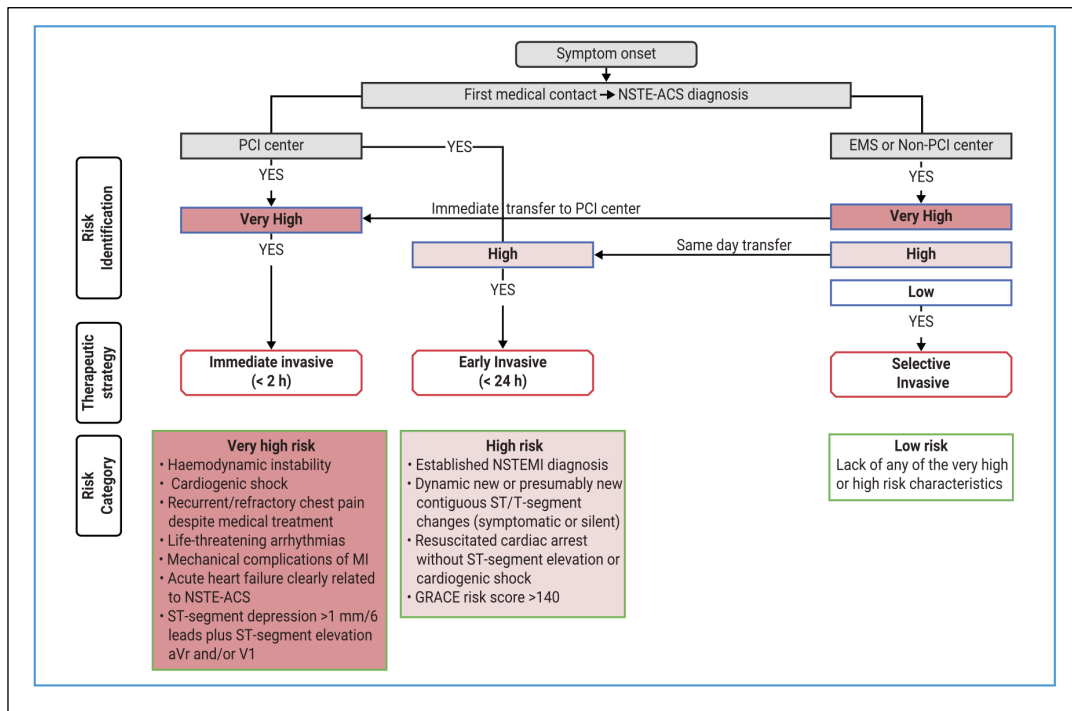 Symptom onset
First medical contact → NSTE-ACS diagnosis
PCI center
YES
EMS or Non-PCI center
YES
YES
Risk
Identification
Very High
Immediate transfer to PCI center
Very High
YES
High
Same day transfer
High
YES
Low
YES
Therapeutic
strategy
Immediate invasive
(< 2 h)
Early Invasive
(< 24 h)
Selective
Invasive
Risk
Category
Very high risk
• Haemodynamic instability
• Cardiogenic shock
• Recurrent/refractory chest pain
despite medical treatment
• Life-threatening arrhythmias
• Mechanical complications of MI
• Acute heart failure clearly related
to NSTE-ACS
• ST-segment depression >1 mm/6
leads plus ST-segment elevation
aVr and/or V1
High risk
• Established NSTEMI diagnosis
• Dynamic new or presumably new
contiguous ST/T-segment
changes (symptomatic or silent)
• Resuscitated cardiac arrest
without ST-segment elevation or
cardiogenic shock
• GRACE risk score >140
Low risk
Lack of any of the very high
or high risk characteristics